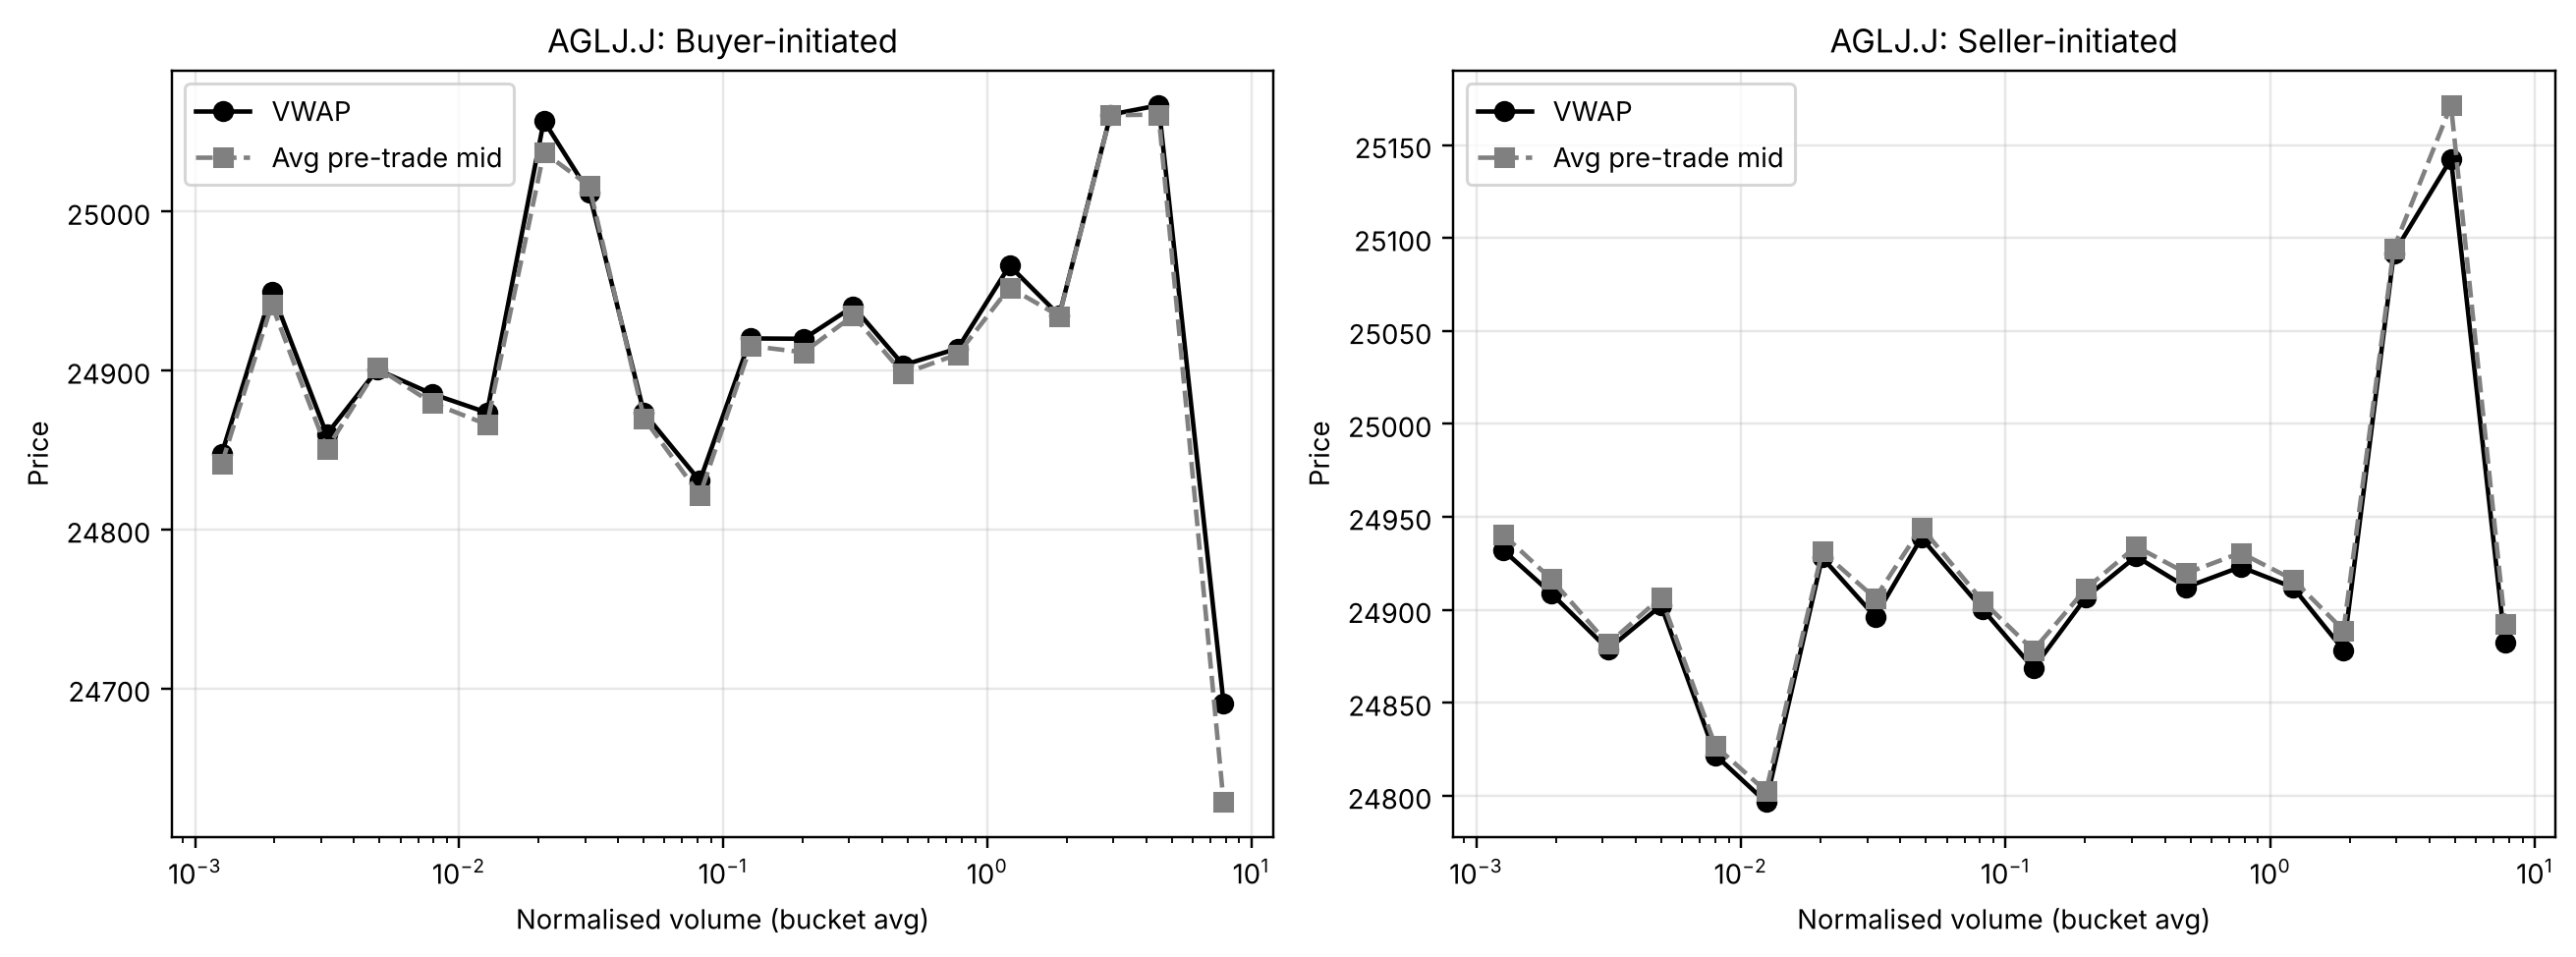 AGLJ.J: Buyer-initiated
VWAP
Avg pre-trade mid
Price
25000
24900
24800
24700
10⁻³
10⁻²
10⁻¹
10⁰
10¹
Normalised volume (bucket avg)
AGLJ.J: Seller-initiated
VWAP
Avg pre-trade mid
Price
25150
25100
25050
25000
24950
24900
24850
24800
10⁻³
10⁻²
10⁻¹
10⁰
10¹
Normalised volume (bucket avg)